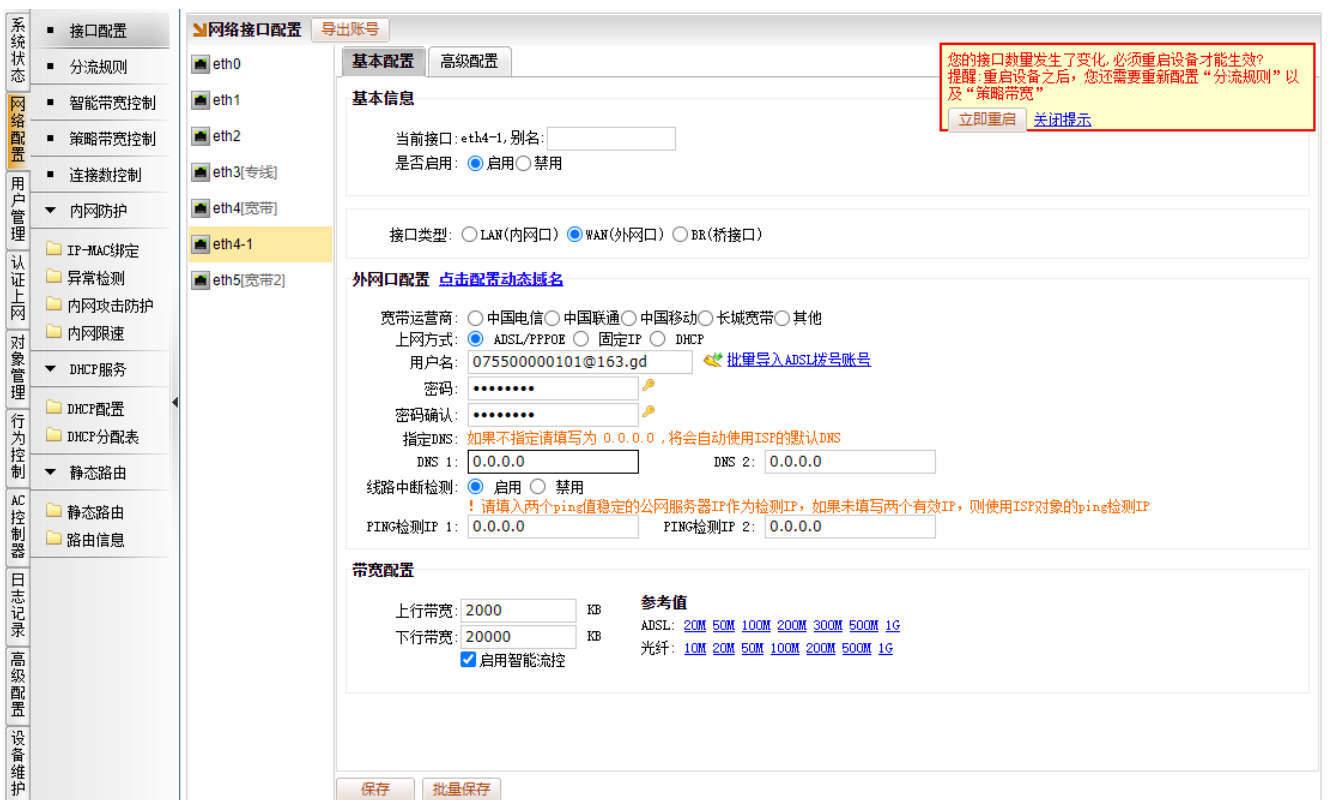 系统状态
网络配置
用户管理
认证上网
对象管理
行为控制
AC控制器
日志记录
高级配置
设备维护
接口配置
分流规则
智能带宽控制
策略带宽控制
连接数控制
内网防护
IP-MAC绑定
异常检测
内网攻击防护
内网限速
DHCP服务
DHCP配置
DHCP分配表
静态路由
静态路由
路由信息
网络接口配置 导出账号
eth0
eth1
eth2
eth3[专线]
eth4[宽带]
eth4-1
eth5[宽带2]
基本配置 高级配置
您的接口数量发生了变化,必须重启设备才能生效?
提醒:重启设备之后，您还需要重新配置“分流规则”以
及“策略带宽”
立即重启 关闭提示
基本信息
当前接口:eth4-1,别名:
是否启用: 启用 禁用
接口类型: LAN(内网口) WAN(外网口) BR(桥接口)
外网口配置 点击配置动态域名
宽带运营商: 中国电信 中国联通 中国移动 长城宽带 其他
上网方式: ADSL/PPPOE 固定IP DHCP
用户名: 075500000101@163.gd 批量导入ADSL拨号账号
密码: ••••••••
密码确认: ••••••••
指定DNS: 如果不指定请填写为 0.0.0.0 ,将会自动使用ISP的默认DNS
DNS 1: 0.0.0.0 DNS 2: 0.0.0.0
线路中断检测: 启用 禁用
! 请填入两个ping值稳定的公网服务器IP作为检测IP，如果未填写两个有效IP，则使用ISP对象的ping检测IP
PING检测IP 1: 0.0.0.0 PING检测IP 2: 0.0.0.0
带宽配置
上行带宽: 2000 KB
下行带宽: 20000 KB
启用智能流控
参考值
ADSL: 20M 50M 100M 200M 300M 500M 1G
光纤: 10M 20M 50M 100M 200M 500M 1G
保存 批量保存